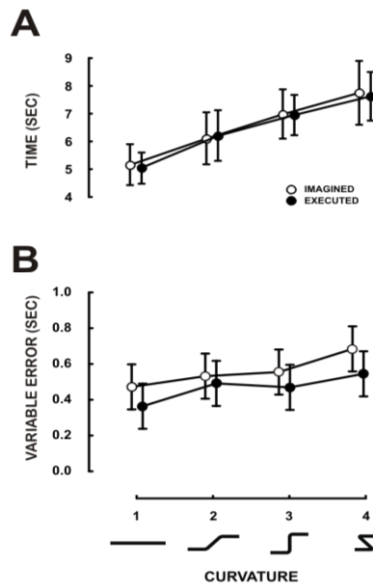 A
9
8
7
6
5
4
TIME (SEC)
IMAGINED
EXECUTED
B
1.0
0.8
0.6
0.4
0.2
0.0
VARIABLE ERROR (SEC)
1 2 3 4
CURVATURE